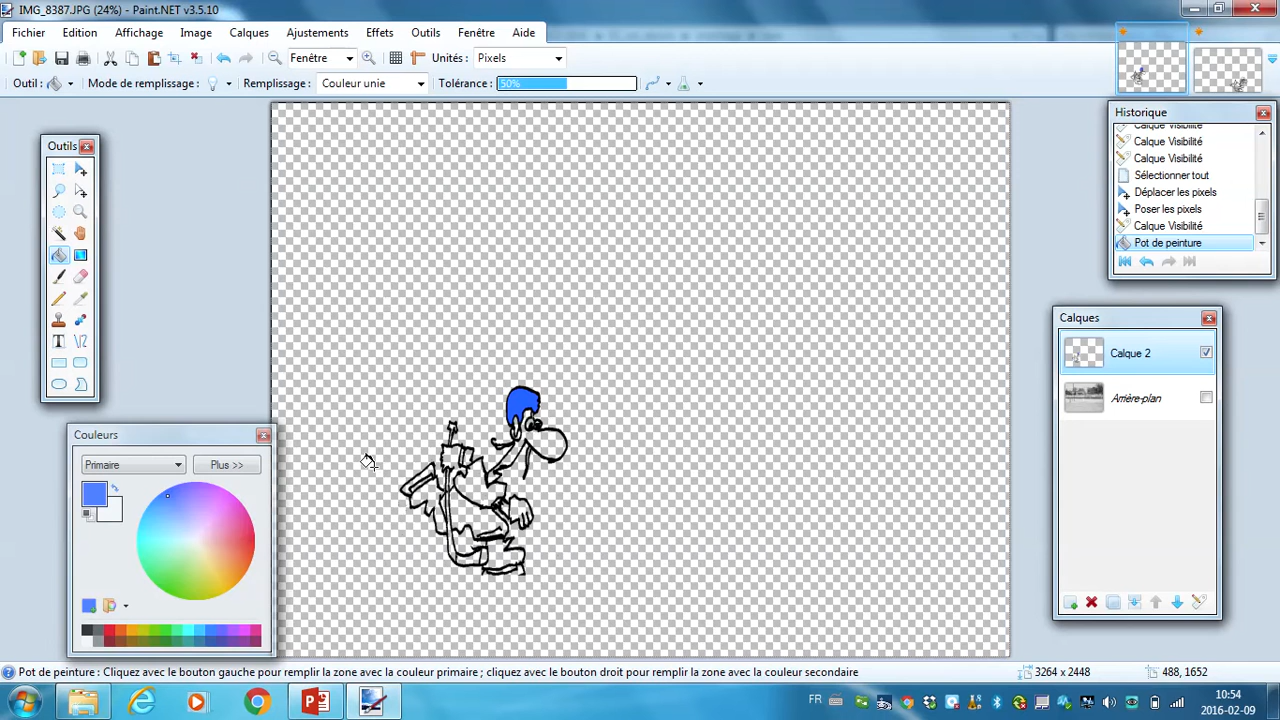 IMG_8387.JPG (24%) - Paint.NET v3.5.10
Fichier Edition Affichage Image Calques Ajustements Effets Outils Fenêtre Aide
Fenêtre Unités : Pixels
Outil : Mode de remplissage : Remplissage : Couleur unie Tolérance : 50%
Outils
Historique
Calque Visibilité
Calque Visibilité
Calque Visibilité
Sélectionner tout
Déplacer les pixels
Poser les pixels
Calque Visibilité
Pot de peinture
Calques
Calque 2
Arrière-plan
Couleurs
Primaire Plus >>
Pot de peinture : Cliquez avec le bouton gauche pour remplir la zone avec la couleur primaire ; cliquez avec le bouton droit pour remplir la zone avec la couleur secondaire 3264 x 2448 488, 1652
FR 10:54
2016-02-09